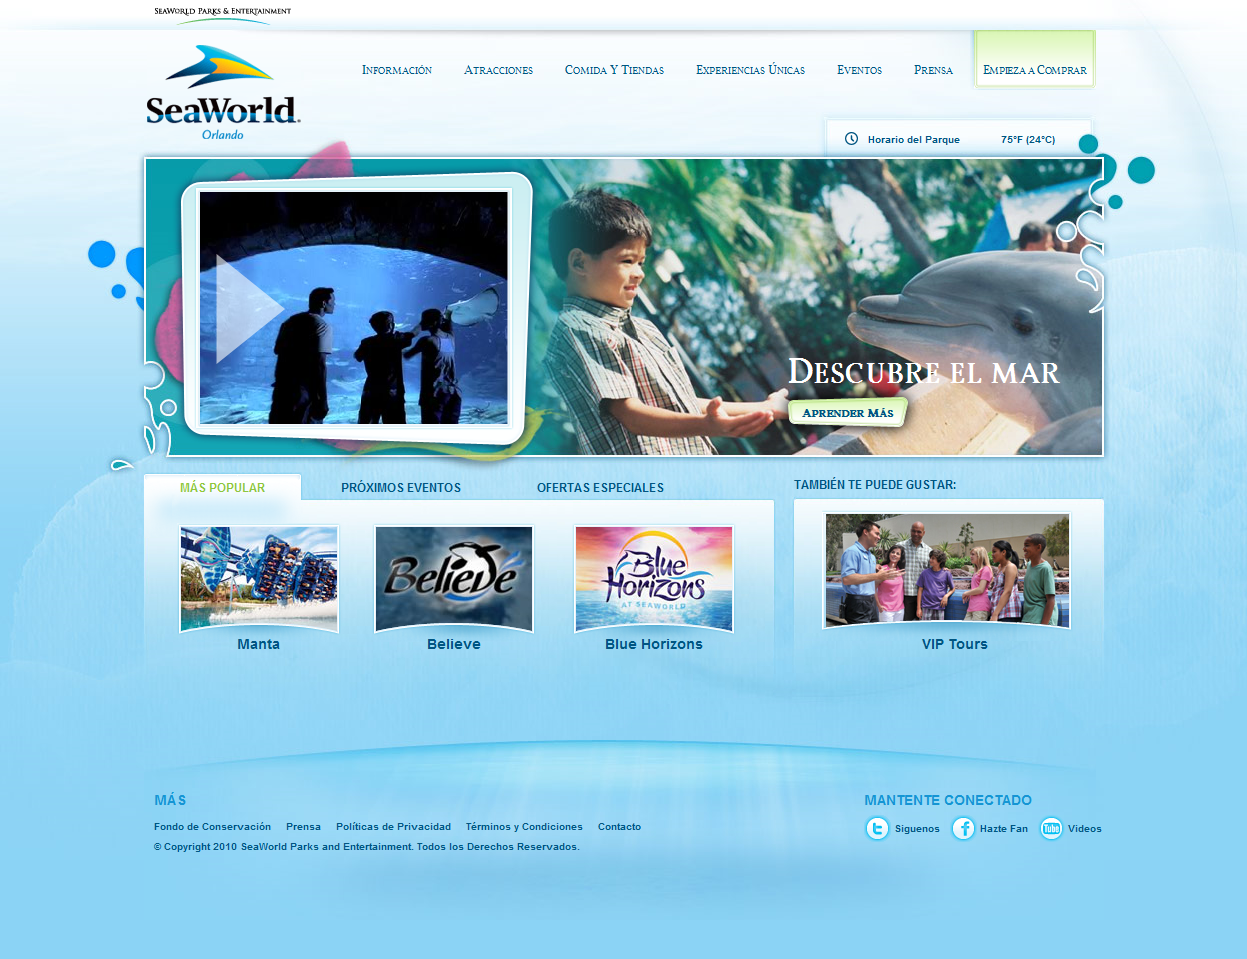 SeaWorld Parks & Entertainment
SeaWorld.
Orlando
Información
Atracciones
Comida Y Tiendas
Experiencias Únicas
Eventos
Prensa
Empieza a Comprar
Horario del Parque
75°F (24°C)
Descubre el mar
Aprender Más
MÁS POPULAR
PRÓXIMOS EVENTOS
OFERTAS ESPECIALES
TAMBIÉN TE PUEDE GUSTAR:
Believe
Blue
Horizons
AT SEAWORLD
Manta
Believe
Blue Horizons
VIP Tours
MÁS
MANTENTE CONECTADO
Fondo de Conservación
Prensa
Políticas de Privacidad
Términos y Condiciones
Contacto
Siguenos
Hazte Fan
You Tube
Videos
© Copyright 2010 SeaWorld Parks and Entertainment. Todos los Derechos Reservados.